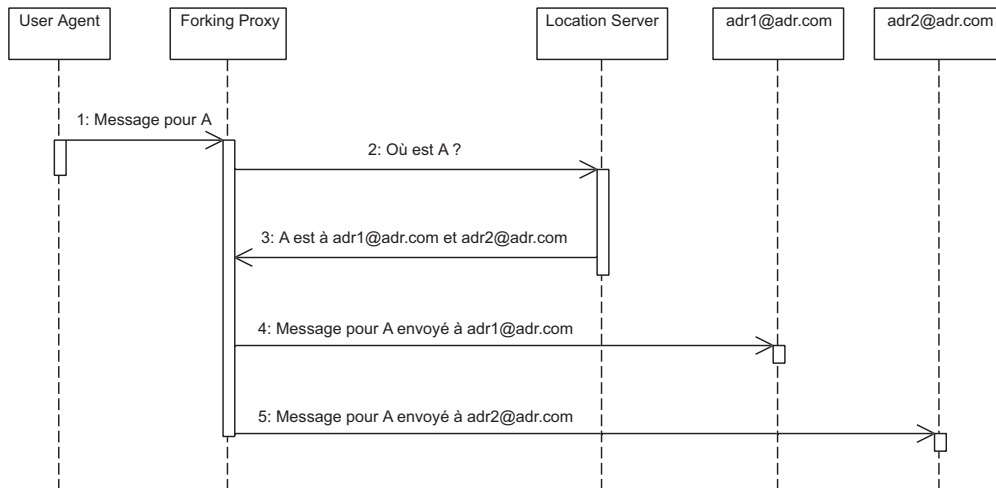 User Agent
Forking Proxy
Location Server
adr1@adr.com
adr2@adr.com
1: Message pour A
2: Où est A ?
3: A est à adr1@adr.com et adr2@adr.com
4: Message pour A envoyé à adr1@adr.com
5: Message pour A envoyé à adr2@adr.com